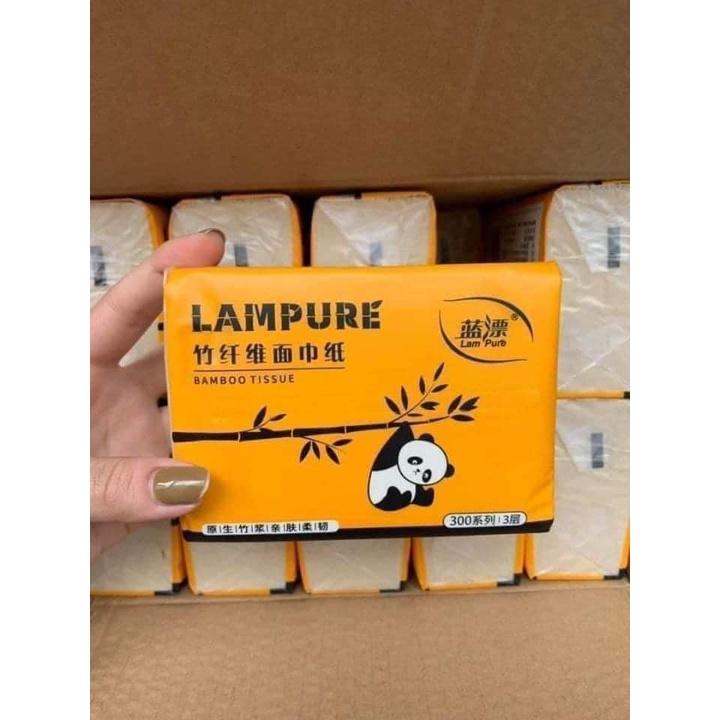 LAMPURE
竹纤维面巾纸
BAMBOO TISSUE
蓝漂®
Lam Pure
原|生|竹|浆|亲|肤|柔|韧
300系列|3层